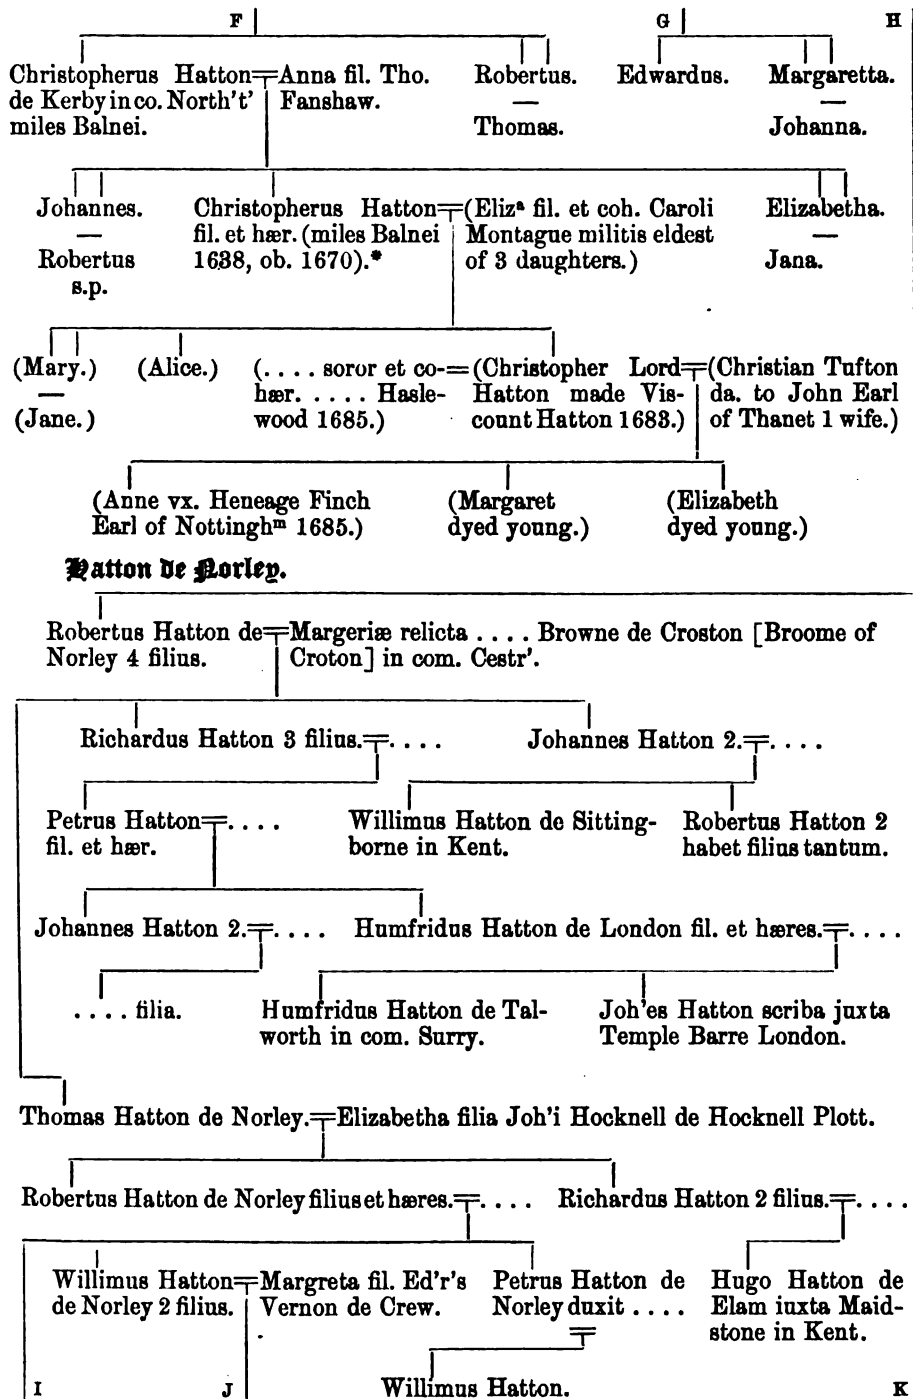 F G H
Christopherus Hatton Anna fil. Tho. Robertus. Edwardus. Margaretta.
de Kerby in co. North't' Fanshaw. — —
miles Balnei. Thomas. Johanna.
Johannes. Christopherus Hatton (Elizª fil. et coh. Caroli Elizabetha.
— fil. et hær. (miles Balnei Montague militis eldest —
Robertus 1638, ob. 1670).* of 3 daughters.) Jana.
s.p.
(Mary.) (Alice.) (.... soror et co-= (Christopher Lord (Christian Tufton
— hær. ..... Hasle- Hatton made Vis- da. to John Earl
(Jane.) wood 1685.) count Hatton 1683.) of Thanet 1 wife.)
(Anne vx. Heneage Finch (Margaret (Elizabeth
Earl of Nottinghᵐ 1685.) dyed young.) dyed young.)
Hatton de Norley.
Robertus Hatton de Margeriæ relicta .... Browne de Croston [Broome of
Norley 4 filius. Croton] in com. Cestr'.
Richardus Hatton 3 filius. .... Johannes Hatton 2. ....
Petrus Hatton .... Willimus Hatton de Sitting- Robertus Hatton 2
fil. et hær. borne in Kent. habet filius tantum.
Johannes Hatton 2. .... Humfridus Hatton de London fil. et hæres. ....
.... filia. Humfridus Hatton de Tal- Joh'es Hatton scriba juxta
worth in com. Surry. Temple Barre London.
Thomas Hatton de Norley. Elizabetha filia Joh'i Hocknell de Hocknell Plott.
Robertus Hatton de Norley filius et hæres. .... Richardus Hatton 2 filius. ....
Willimus Hatton Margreta fil. Ed'r's Petrus Hatton de Hugo Hatton de
de Norley 2 filius. Vernon de Crew. Norley duxit .... Elam iuxta Maid-
stone in Kent.
I J Willimus Hatton. K